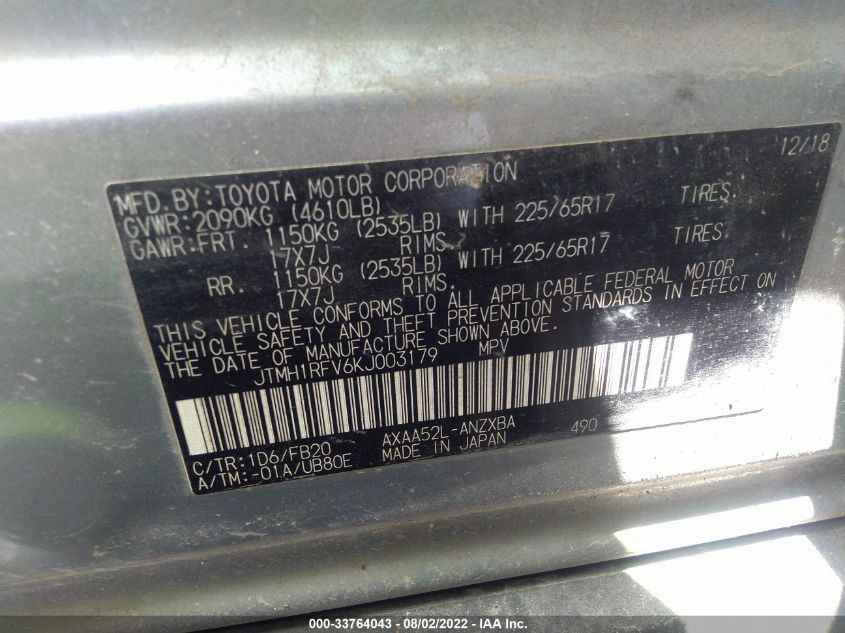 12/18
MFD.BY:TOYOTA MOTOR CORPORATION
GVWR:2090KG (4610LB)
GAWR:FRT. 1150KG (2535LB) WITH 225/65R17 TIRES.
17X7J RIMS.
RR. 1150KG (2535LB) WITH 225/65R17 TIRES.
17X7J RIMS.
THIS VEHICLE CONFORMS TO ALL APPLICABLE FEDERAL MOTOR
VEHICLE SAFETY AND THEFT PREVENTION STANDARDS IN EFFECT ON
THE DATE OF MANUFACTURE SHOWN ABOVE.
JTMH1RFV6KJ003179 MPV
C/TR:1D6/FB20 AXAA52L-ANZXBA 490
A/TM:-01A/UB80E MADE IN JAPAN
000-33764043 - 08/02/2022 - IAA Inc.